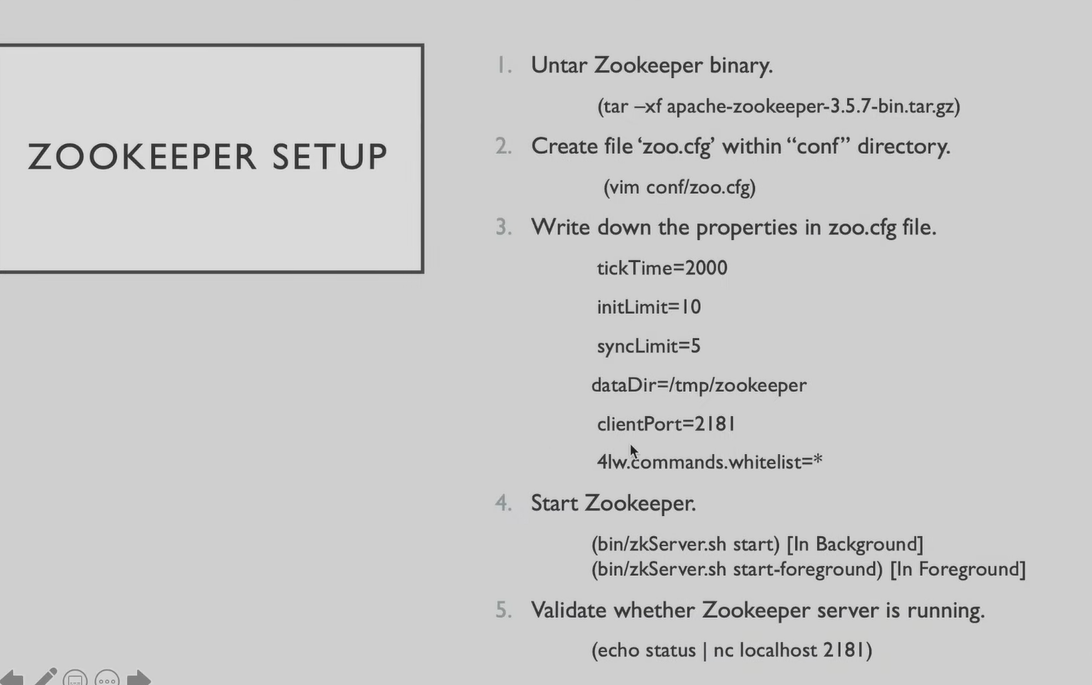 ZOOKEEPER SETUP
1. Untar Zookeeper binary.
(tar –xf apache-zookeeper-3.5.7-bin.tar.gz)
2. Create file ‘zoo.cfg’ within “conf” directory.
(vim conf/zoo.cfg)
3. Write down the properties in zoo.cfg file.
tickTime=2000
initLimit=10
syncLimit=5
dataDir=/tmp/zookeeper
clientPort=2181
4lw.commands.whitelist=*
4. Start Zookeeper.
(bin/zkServer.sh start) [In Background]
(bin/zkServer.sh start-foreground) [In Foreground]
5. Validate whether Zookeeper server is running.
(echo status | nc localhost 2181)